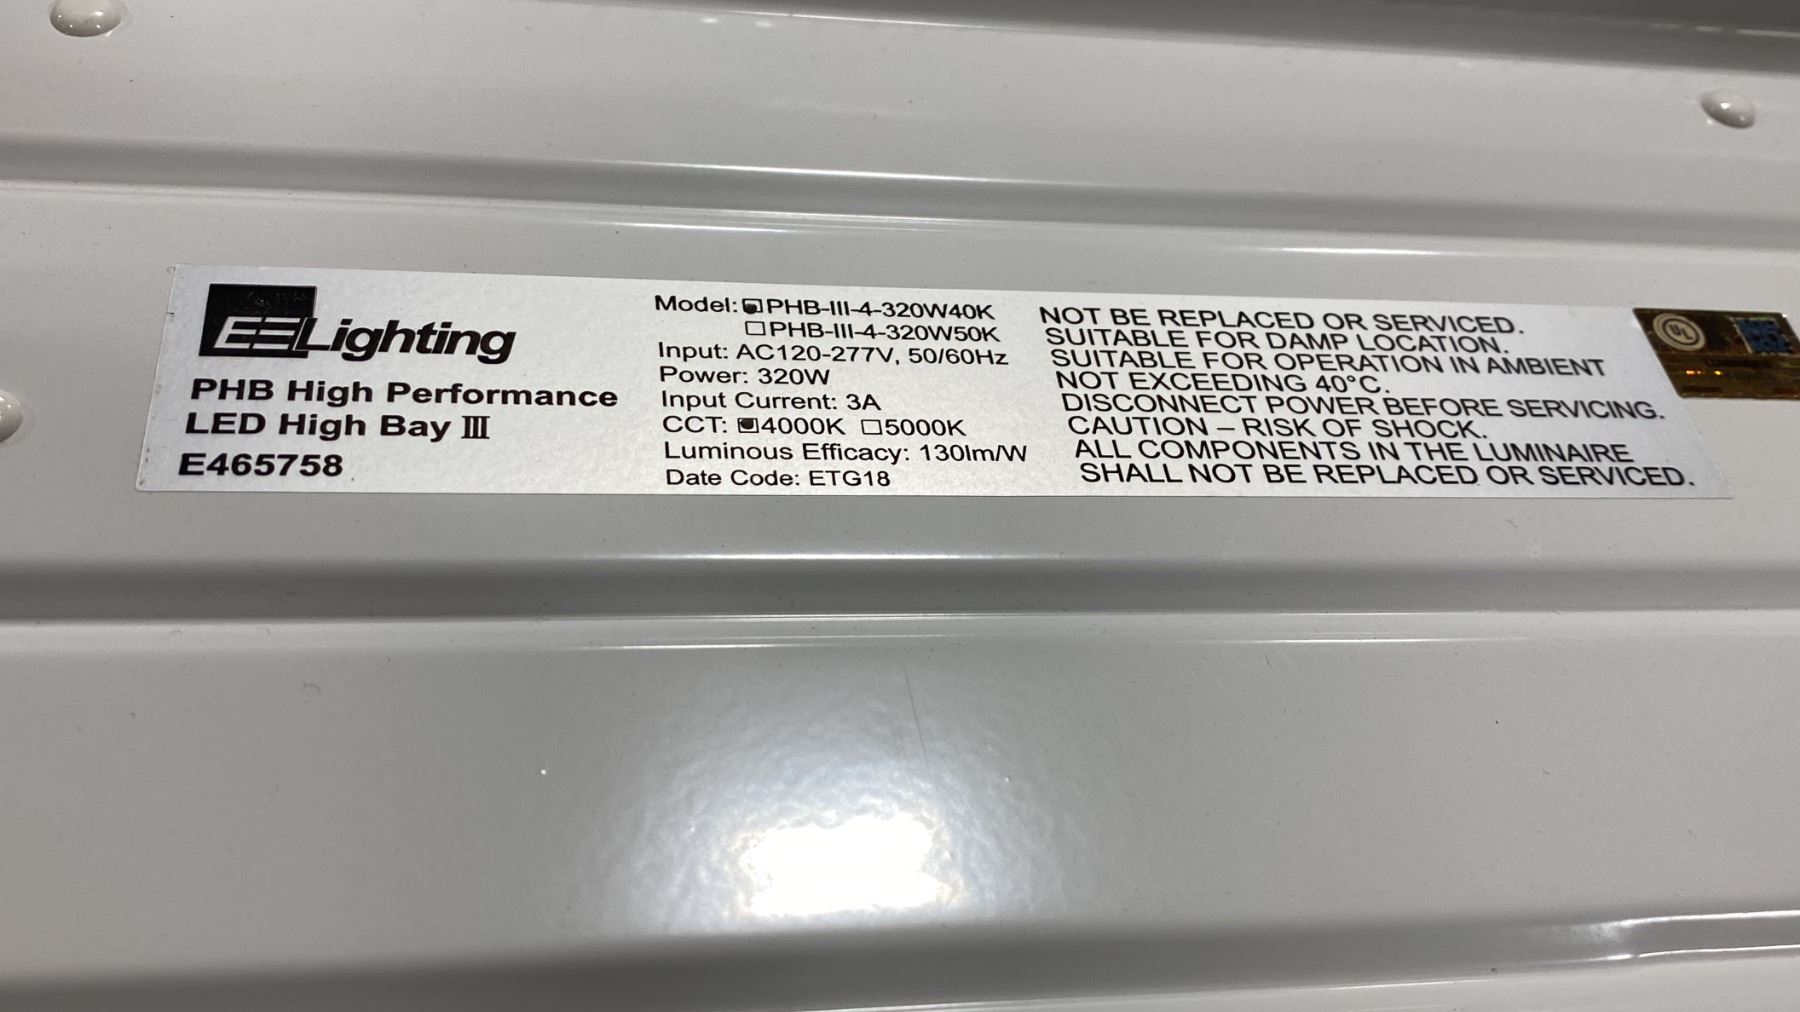 EELighting
PHB High Performance
LED High Bay III
E465758
Model: ☑PHB-III-4-320W40K
☐PHB-III-4-320W50K
Input: AC120-277V, 50/60Hz
Power: 320W
Input Current: 3A
CCT: ☑4000K ☐5000K
Luminous Efficacy: 130lm/W
Date Code: ETG18
NOT BE REPLACED OR SERVICED.
SUITABLE FOR DAMP LOCATION.
SUITABLE FOR OPERATION IN AMBIENT
NOT EXCEEDING 40°C.
DISCONNECT POWER BEFORE SERVICING.
CAUTION – RISK OF SHOCK.
ALL COMPONENTS IN THE LUMINAIRE
SHALL NOT BE REPLACED OR SERVICED.
UL